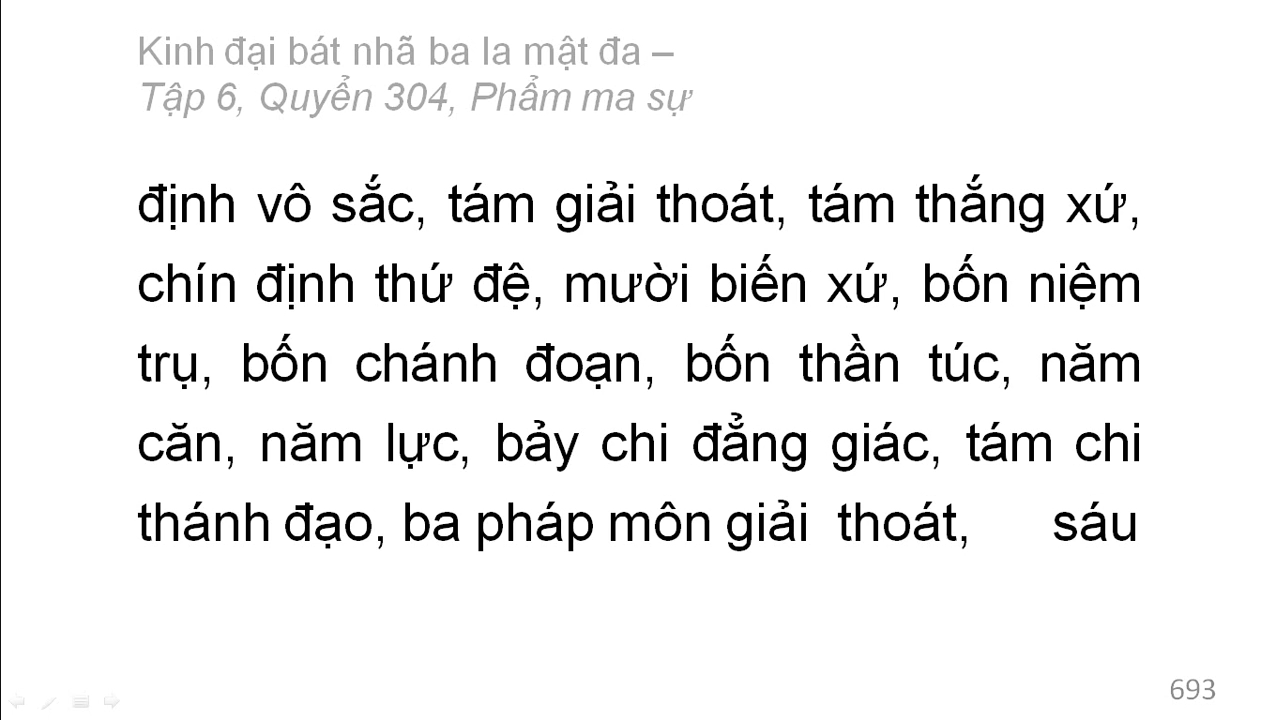 Kinh đại bát nhã ba la mật đa –
Tập 6, Quyển 304, Phẩm ma sự
định vô sắc, tám giải thoát, tám thắng xứ,
chín định thứ đệ, mười biến xứ, bốn niệm
trụ, bốn chánh đoạn, bốn thần túc, năm
căn, năm lực, bảy chi đẳng giác, tám chi
thánh đạo, ba pháp môn giải thoát, sáu
693